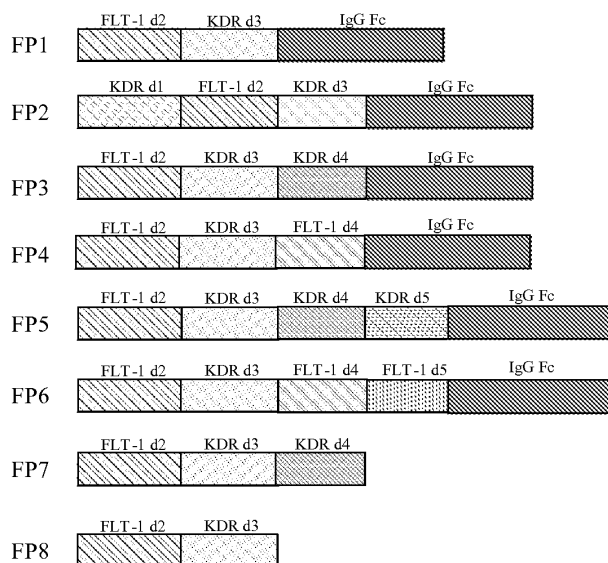 FLT-1 d2 KDR d3 IgG Fc
FP1
KDR d1 FLT-1 d2 KDR d3 IgG Fc
FP2
FLT-1 d2 KDR d3 KDR d4 IgG Fc
FP3
FLT-1 d2 KDR d3 FLT-1 d4 IgG Fc
FP4
FLT-1 d2 KDR d3 KDR d4 KDR d5 IgG Fc
FP5
FLT-1 d2 KDR d3 FLT-1 d4 FLT-1 d5 IgG Fc
FP6
FLT-1 d2 KDR d3 KDR d4
FP7
FLT-1 d2 KDR d3
FP8